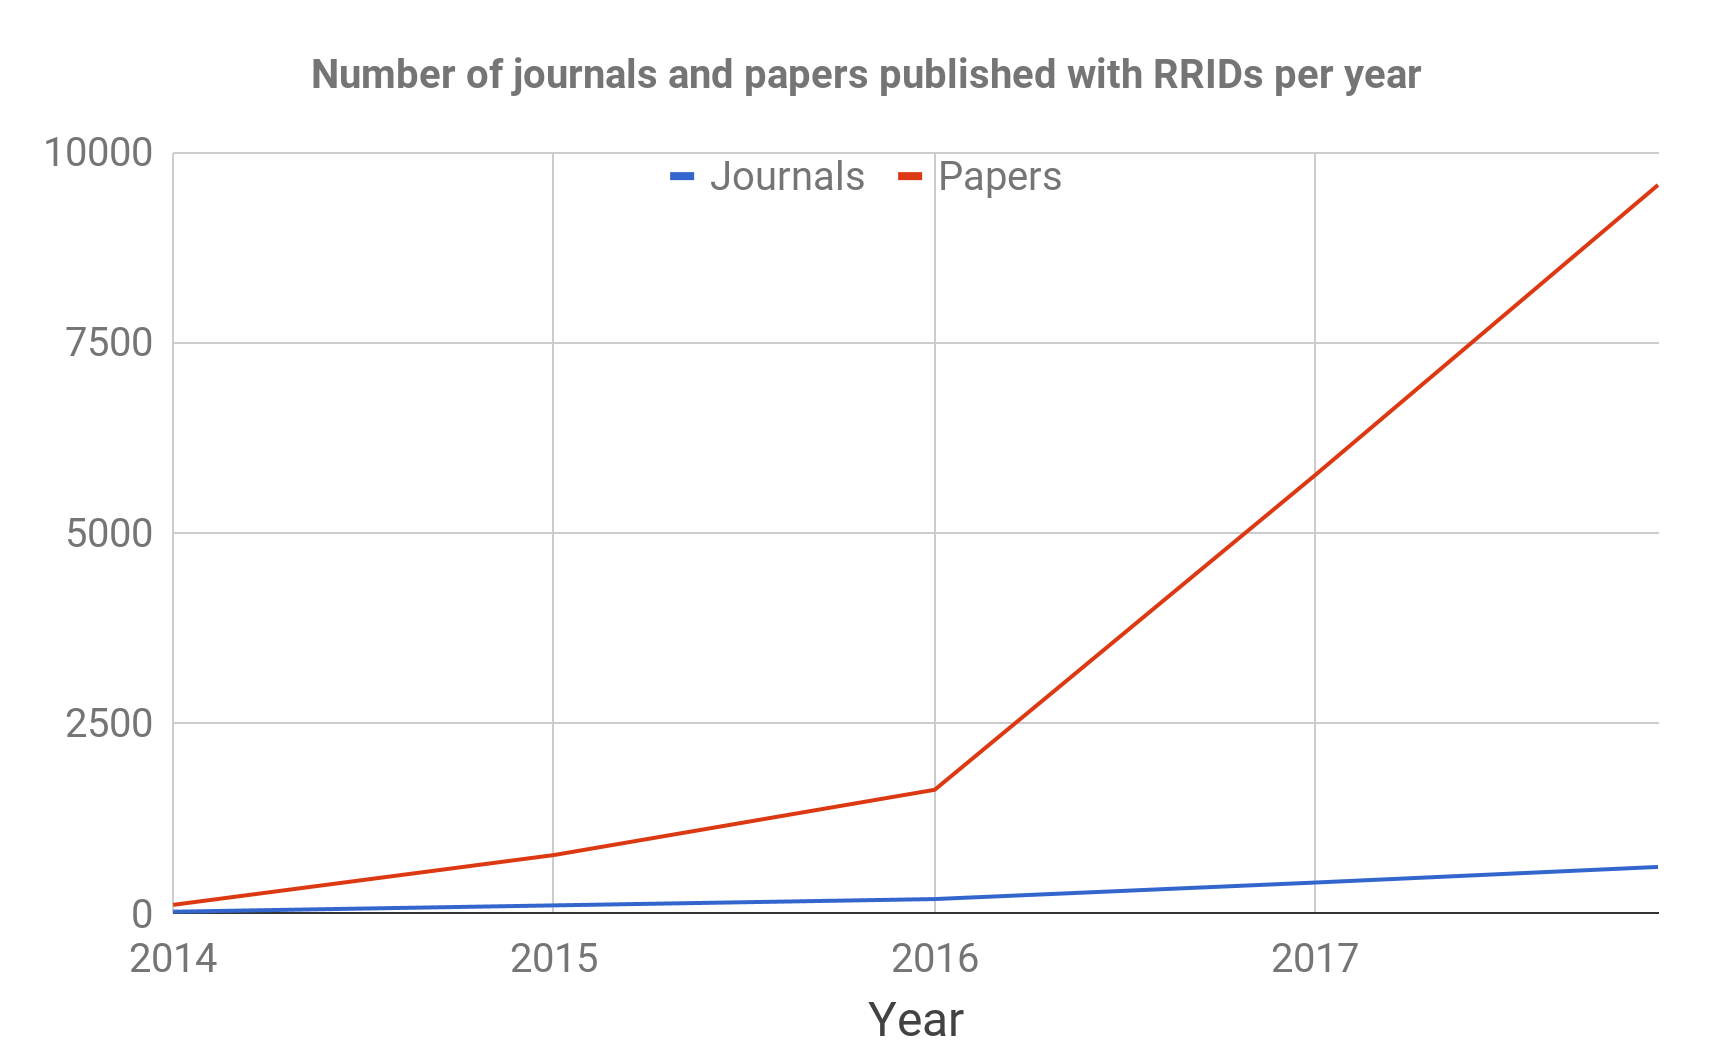 Number of journals and papers published with RRIDs per year
Journals Papers
10000
7500
5000
2500
0
2014 2015 2016 2017
Year